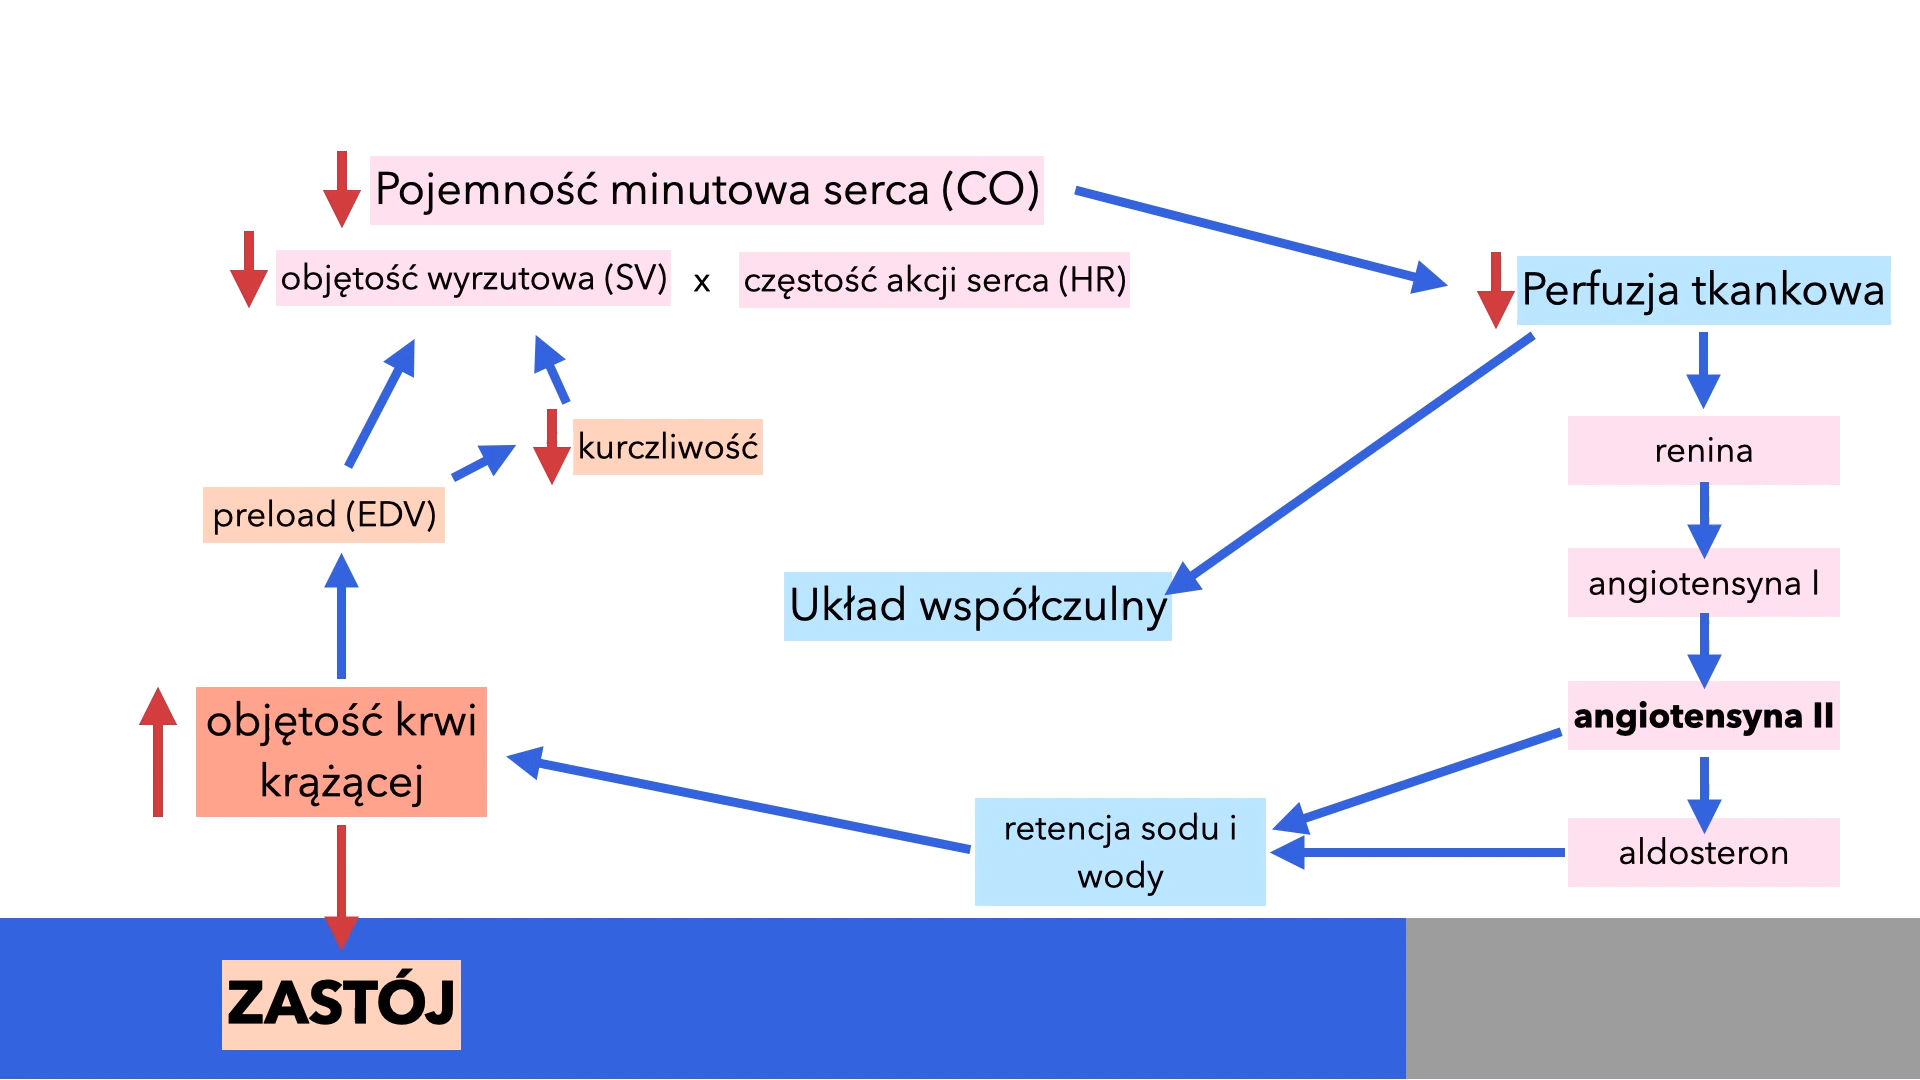 Pojemność minutowa serca (CO)
objętość wyrzutowa (SV) x częstość akcji serca (HR)
Perfuzja tkankowa
kurczliwość
renina
preload (EDV)
angiotensyna I
Układ współczulny
objętość krwi
krążącej
angiotensyna II
retencja sodu i
wody
aldosteron
ZASTÓJ